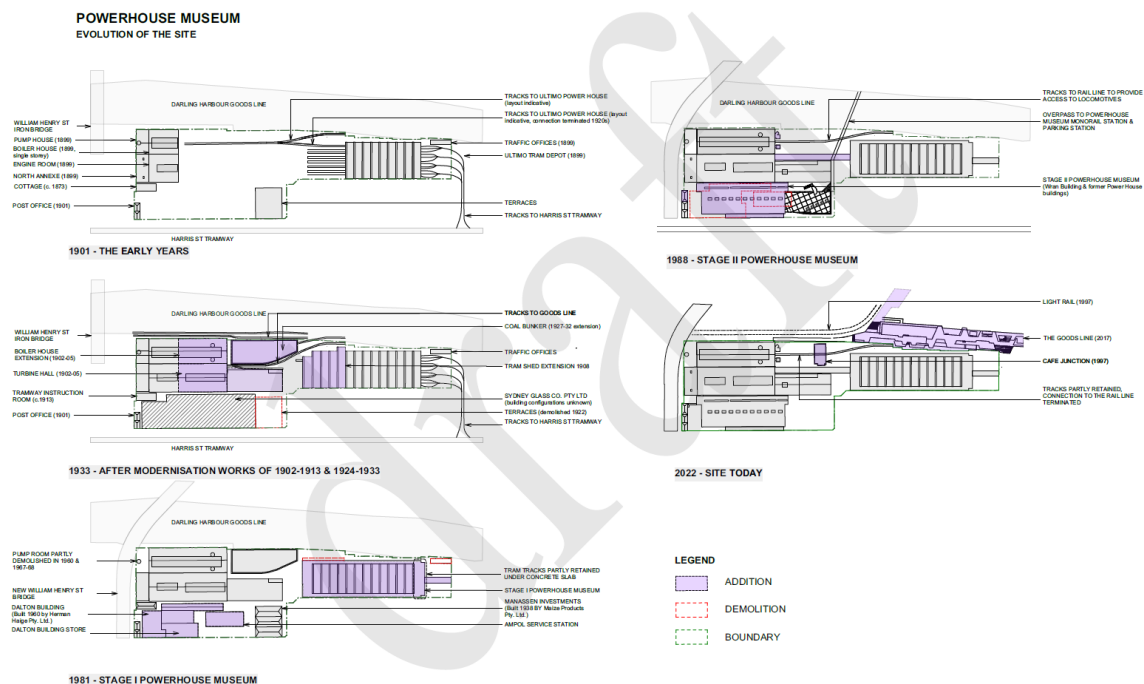 POWERHOUSE MUSEUM
EVOLUTION OF THE SITE
DARLING HARBOUR GOODS LINE
WILLIAM HENRY ST
IRON BRIDGE
PUMP HOUSE (1899)
BOILER HOUSE (1899,
single storey)
ENGINE ROOM (1899)
NORTH ANNEXE (1899)
COTTAGE (c. 1873)
POST OFFICE (1901)
TRACKS TO ULTIMO POWER HOUSE
(layout indicative)
TRACKS TO ULTIMO POWER HOUSE (layout
indicative, connection terminated 1920s)
TRAFFIC OFFICES (1899)
ULTIMO TRAM DEPOT (1899)
TERRACES
TRACKS TO HARRIS ST TRAMWAY
HARRIS ST TRAMWAY
1901 - THE EARLY YEARS
DARLING HARBOUR GOODS LINE
WILLIAM HENRY ST
IRON BRIDGE
BOILER HOUSE
EXTENSION (1902-05)
TURBINE HALL (1902-05)
TRAMWAY INSTRUCTION
ROOM (c.1913)
POST OFFICE (1901)
TRACKS TO GOODS LINE
COAL BUNKER (1927-32 extension)
TRAFFIC OFFICES
TRAM SHED EXTENSION 1908
SYDNEY GLASS CO. PTY LTD
(building configurations unknown)
TERRACES (demolished 1922)
TRACKS TO HARRIS ST TRAMWAY
HARRIS ST TRAMWAY
1933 - AFTER MODERNISATION WORKS OF 1902-1913 & 1924-1933
DARLING HARBOUR GOODS LINE
PUMP ROOM PARTLY
DEMOLISHED IN 1960 &
1967-68
NEW WILLIAM HENRY ST
BRIDGE
DALTON BUILDING
(Built 1960 by Herman
Haige Pty. Ltd.)
DALTON BUILDING STORE
TRAM TRACKS PARTLY RETAINED
UNDER CONCRETE SLAB
STAGE I POWERHOUSE MUSEUM
MANASSEN INVESTMENTS
(Built 1938 BY Maize Products
Pty. Ltd.)
AMPOL SERVICE STATION
1981 - STAGE I POWERHOUSE MUSEUM
DARLING HARBOUR GOODS LINE
TRACKS TO RAIL LINE TO PROVIDE
ACCESS TO LOCOMOTIVES
OVERPASS TO POWERHOUSE
MUSEUM MONORAIL STATION &
PARKING STATION
STAGE II POWERHOUSE MUSEUM
(Wran Building & former Power House
buildings)
1988 - STAGE II POWERHOUSE MUSEUM
LIGHT RAIL (1997)
THE GOODS LINE (2017)
CAFE JUNCTION (1997)
TRACKS PARTLY RETAINED,
CONNECTION TO THE RAIL LINE
TERMINATED
2022 - SITE TODAY
LEGEND
ADDITION
DEMOLITION
BOUNDARY
draft